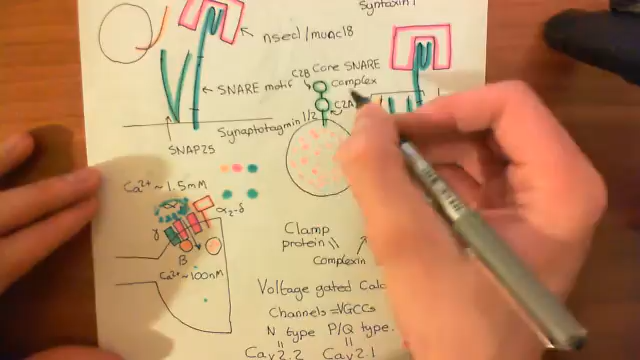 Syntaxin1
nsec1/munc18
C2B Core SNARE
complex
SNARE motif
C2A
Synaptotagmin 1/2
SNAP25
Ca2+ ~ 1.5mM
α2-δ
γ
β
Ca2+ ~ 100nM
Clamp
protein
Complexin
Voltage gated Calc
Channels = VGCCs
N type P/Q type.
Cav2.2 Cav2.1